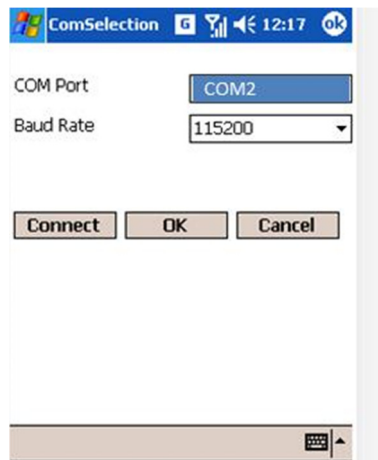 ComSelection G 12:17 ok
COM Port COM2
Baud Rate 115200
Connect OK Cancel